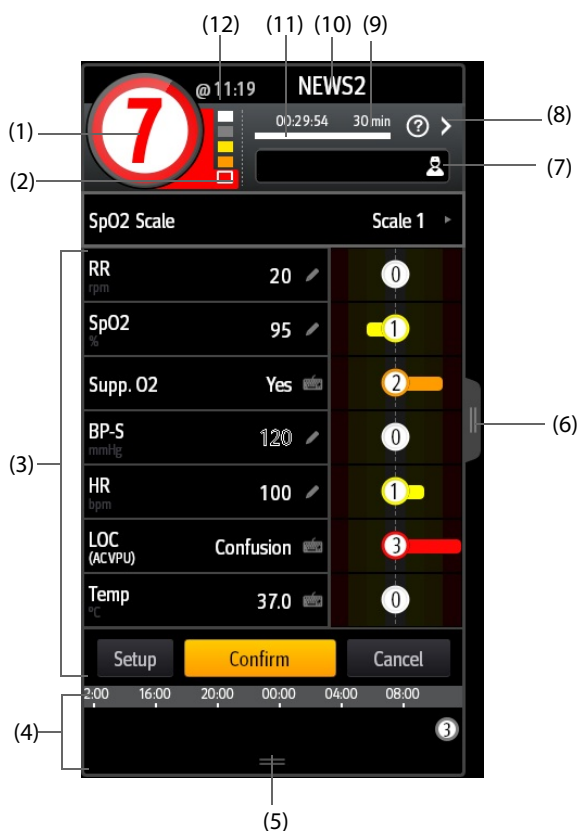 (12) (11) (10) (9)
@ 11:19 NEWS2
(1) 7 00:29:54 30 min ? (8)
(2) (7)
SpO2 Scale Scale 1
RR 20 0
rpm
SpO2 95 1
%
Supp. O2 Yes 2
BP-S 120 0
mmHg
(3) (6)
HR 100 1
bpm
LOC Confusion 3
(ACVPU)
Temp 37.0 0
°C
Setup Confirm Cancel
2:00 16:00 20:00 00:00 04:00 08:00
(4) 3
(5)